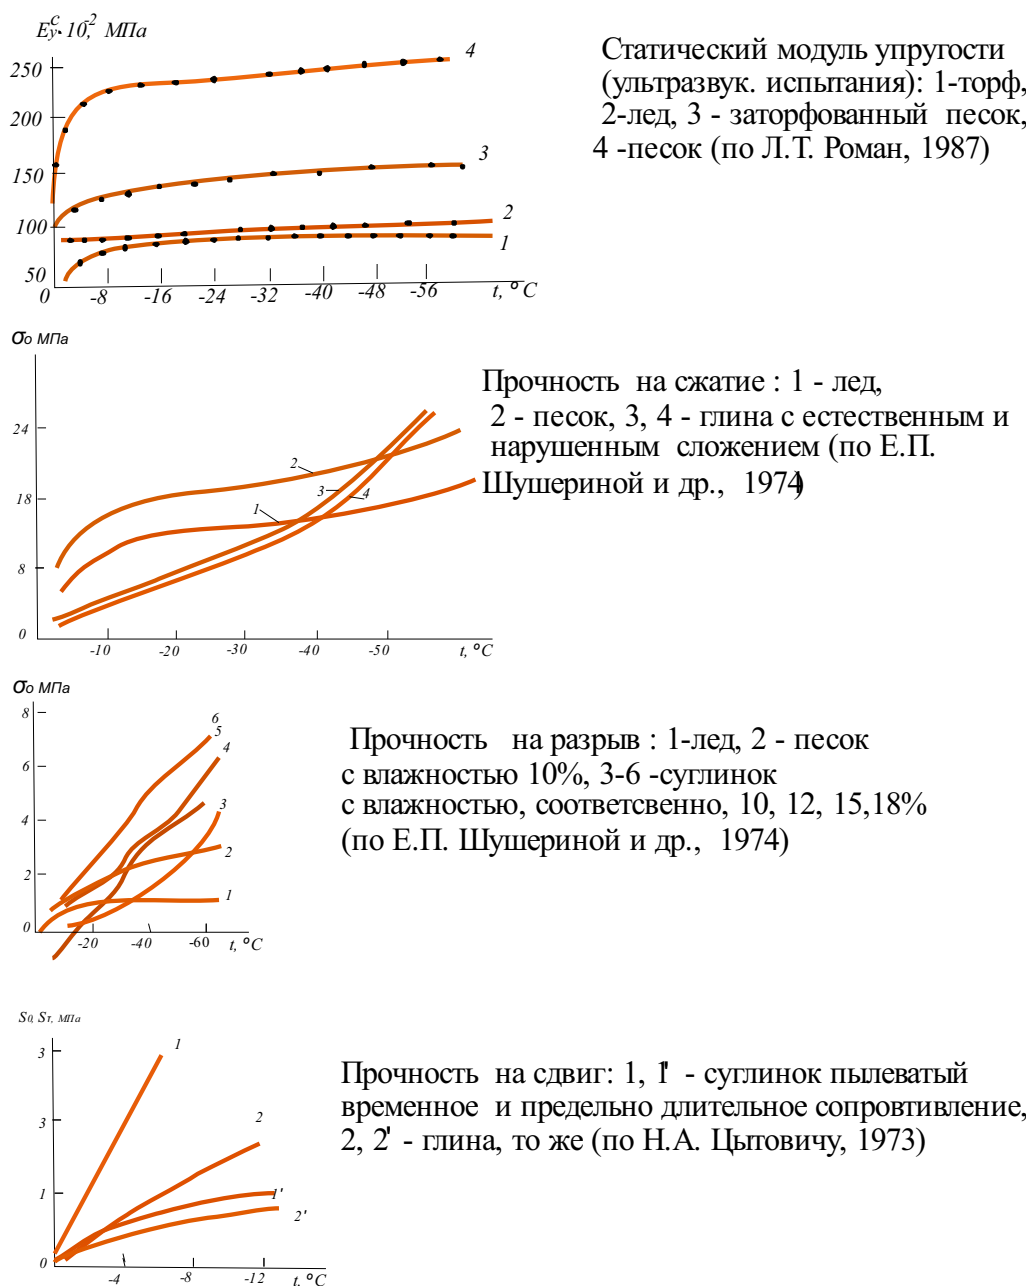 Eᶜу·10,⁻² МПа
250
200
150
100
50
0
-8
-16
-24
-32
-40
-48
-56
t, °C
4
3
2
1
Статический модуль упругости
(ультразвук. испытания): 1-торф,
2-лед, 3 - заторфованный песок,
4 -песок (по Л.Т. Роман, 1987)
σо МПа
24
18
8
0
-10
-20
-30
-40
-50
t, °C
2
3
4
1
Прочность на сжатие : 1 - лед,
2 - песок, 3, 4 - глина с естественным и
нарушенным сложением (по Е.П.
Шушериной и др., 1974)
σо МПа
8
6
4
2
0
-20
-40
-60
t, °C
6
5
4
3
2
1
Прочность на разрыв : 1-лед, 2 - песок
с влажностью 10%, 3-6 -суглинок
с влажностью, соответсвенно, 10, 12, 15,18%
(по Е.П. Шушериной и др., 1974)
S0, Sт, МПа
3
3
1
0
-4
-8
-12
t, °C
1
2
1'
2'
Прочность на сдвиг: 1, 1' - суглинок пылеватый
временное и предельно длительное сопровтивление,
2, 2' - глина, то же (по Н.А. Цытовичу, 1973)